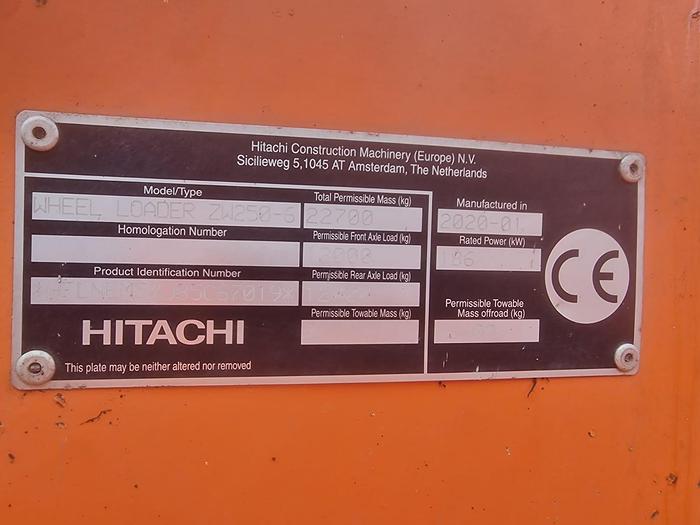 Hitachi Construction Machinery (Europe) N.V.
Sicilieweg 5,1045 AT Amsterdam, The Netherlands
Model/Type
WHEEL LOADER ZW250-6
Total Permissible Mass (kg)
22700
Manufactured in
2020-01
Homologation Number
Permissible Front Axle Load (kg)
Rated Power (kW)
186
Product Identification Number
Permissible Rear Axle Load (kg)
Permissible Towable Mass (kg)
Permissible Towable
Mass offroad (kg)
CE
HITACHI
This plate may be neither altered nor removed